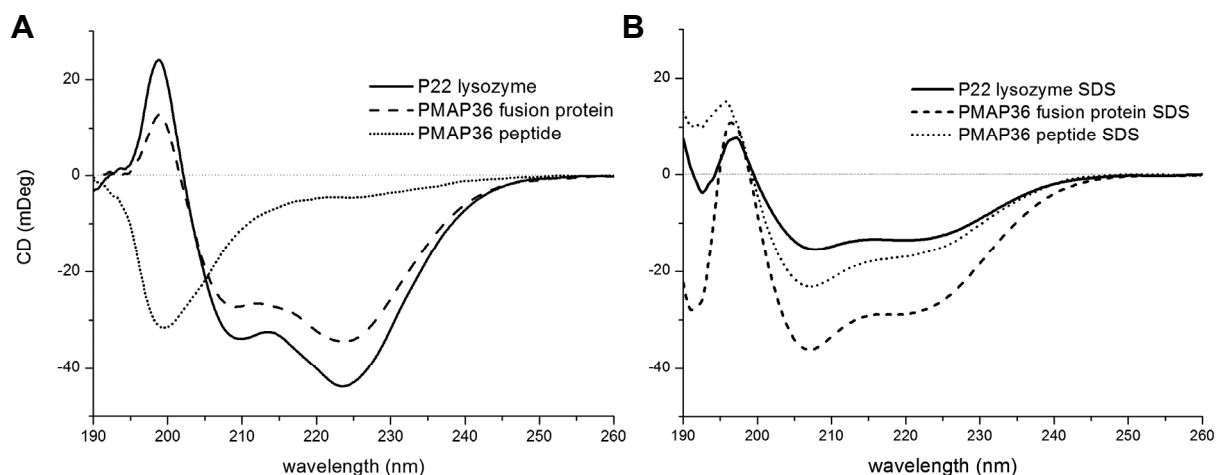 A
B
P22 lysozyme
PMAP36 fusion protein
PMAP36 peptide
P22 lysozyme SDS
PMAP36 fusion protein SDS
PMAP36 peptide SDS
CD (mDeg)
20
0
-20
-40
20
0
-20
-40
190 200 210 220 230 240 250 260
190 200 210 220 230 240 250 260
wavelength (nm)
wavelength (nm)